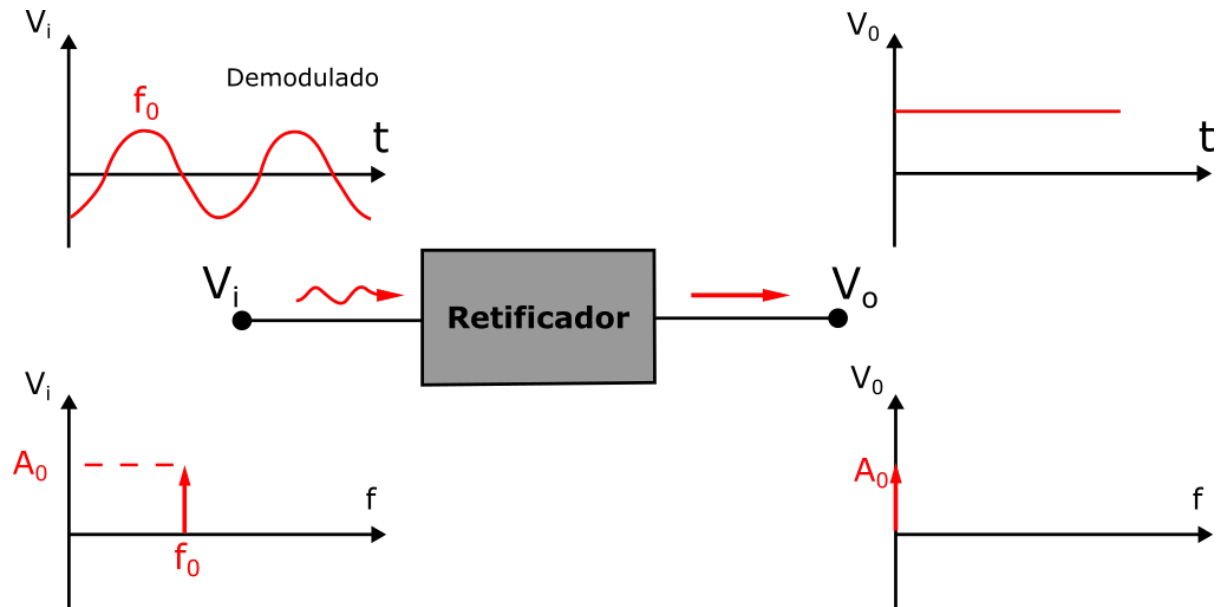 Vᵢ
Demodulado
f₀
t
V₀
t
Vᵢ
Retificador
Vₒ
Vᵢ
A₀
f
f₀
V₀
A₀
f